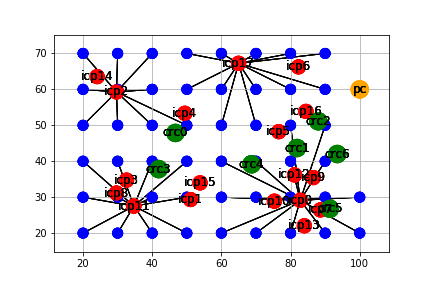 70
icp17
icp6
icp14
60
icp2
pc
icp4
icp16
50
crc2
crc0
icp5
crc1
crc6
40
crc4
crc3
icp12
icp9
icp3
icp15
icp8
30
icp1
icp10
icp0
icp11
crc5
icp13
20
20
40
60
80
100